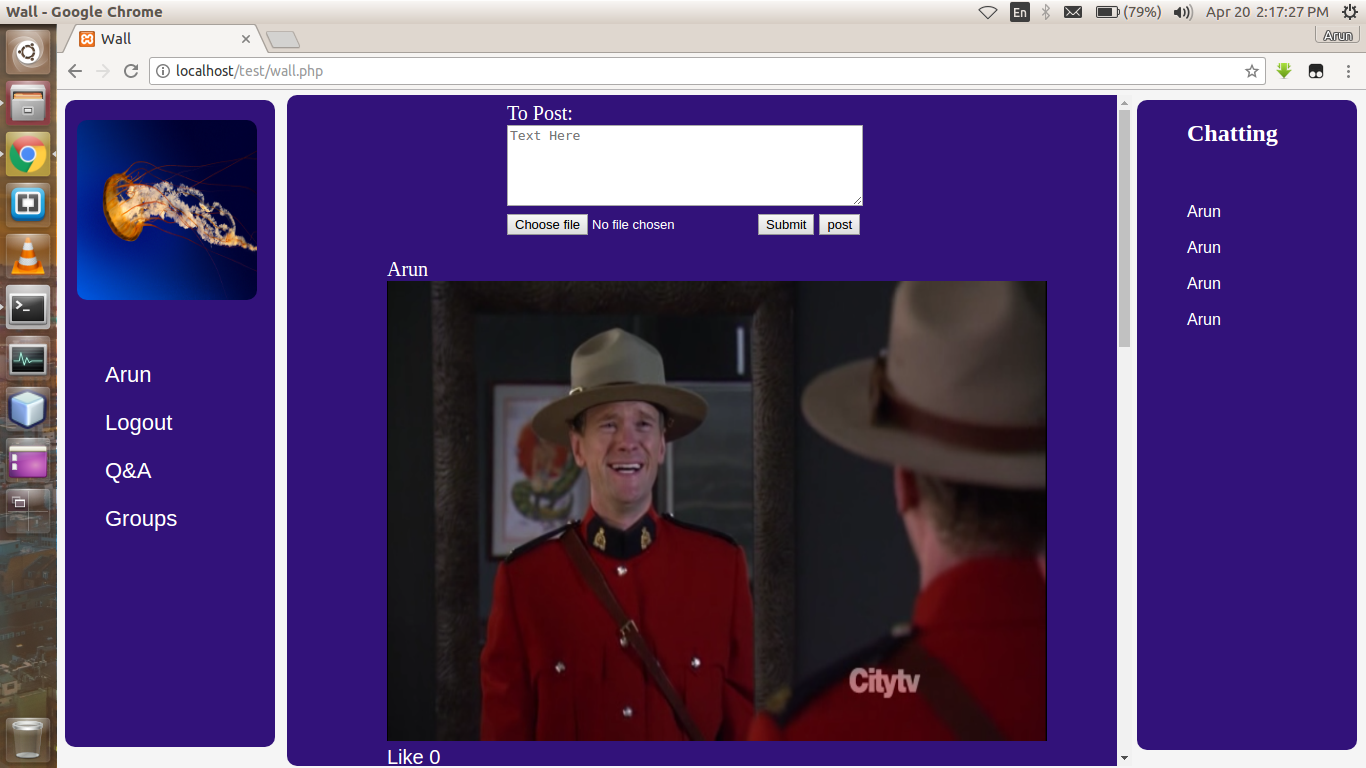 Wall - Google Chrome
En
(79%)
Apr 20 2:17:27 PM
Wall
Arun
localhost/test/wall.php
Arun
Logout
Q&A
Groups
To Post:
Text Here
Choose file No file chosen
Submit
post
Arun
Citytv
Like 0
Chatting
Arun
Arun
Arun
Arun